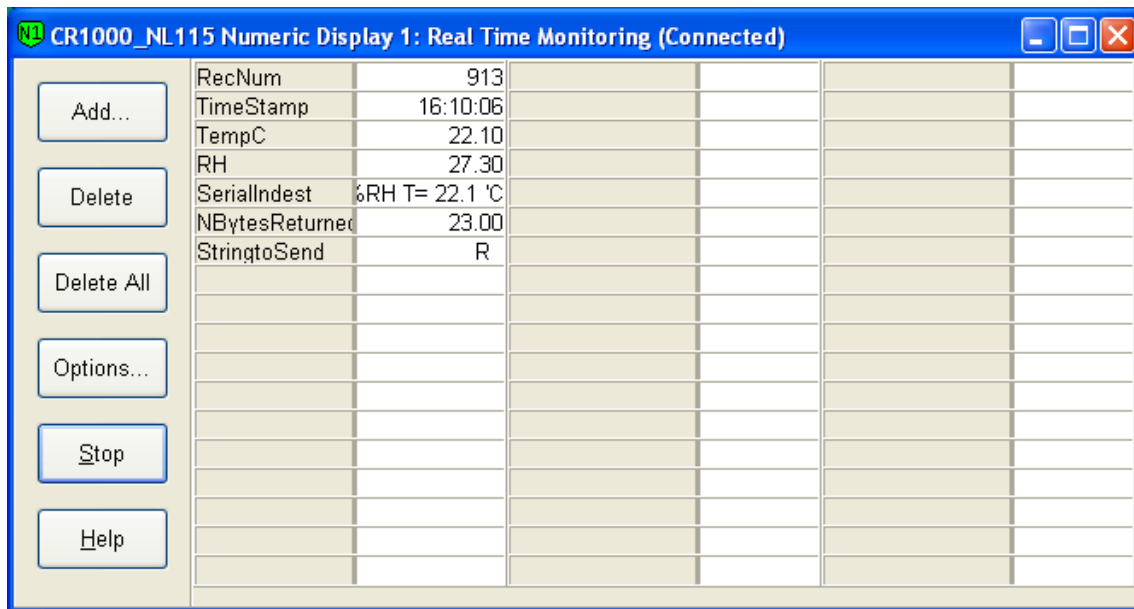 N1 CR1000_NL115 Numeric Display 1: Real Time Monitoring (Connected)
Add...
Delete
Delete All
Options...
Stop
Help
RecNum 913
TimeStamp 16:10:06
TempC 22.10
RH 27.30
SerialIndest %RH T= 22.1 'C
NBytesReturned 23.00
StringtoSend R